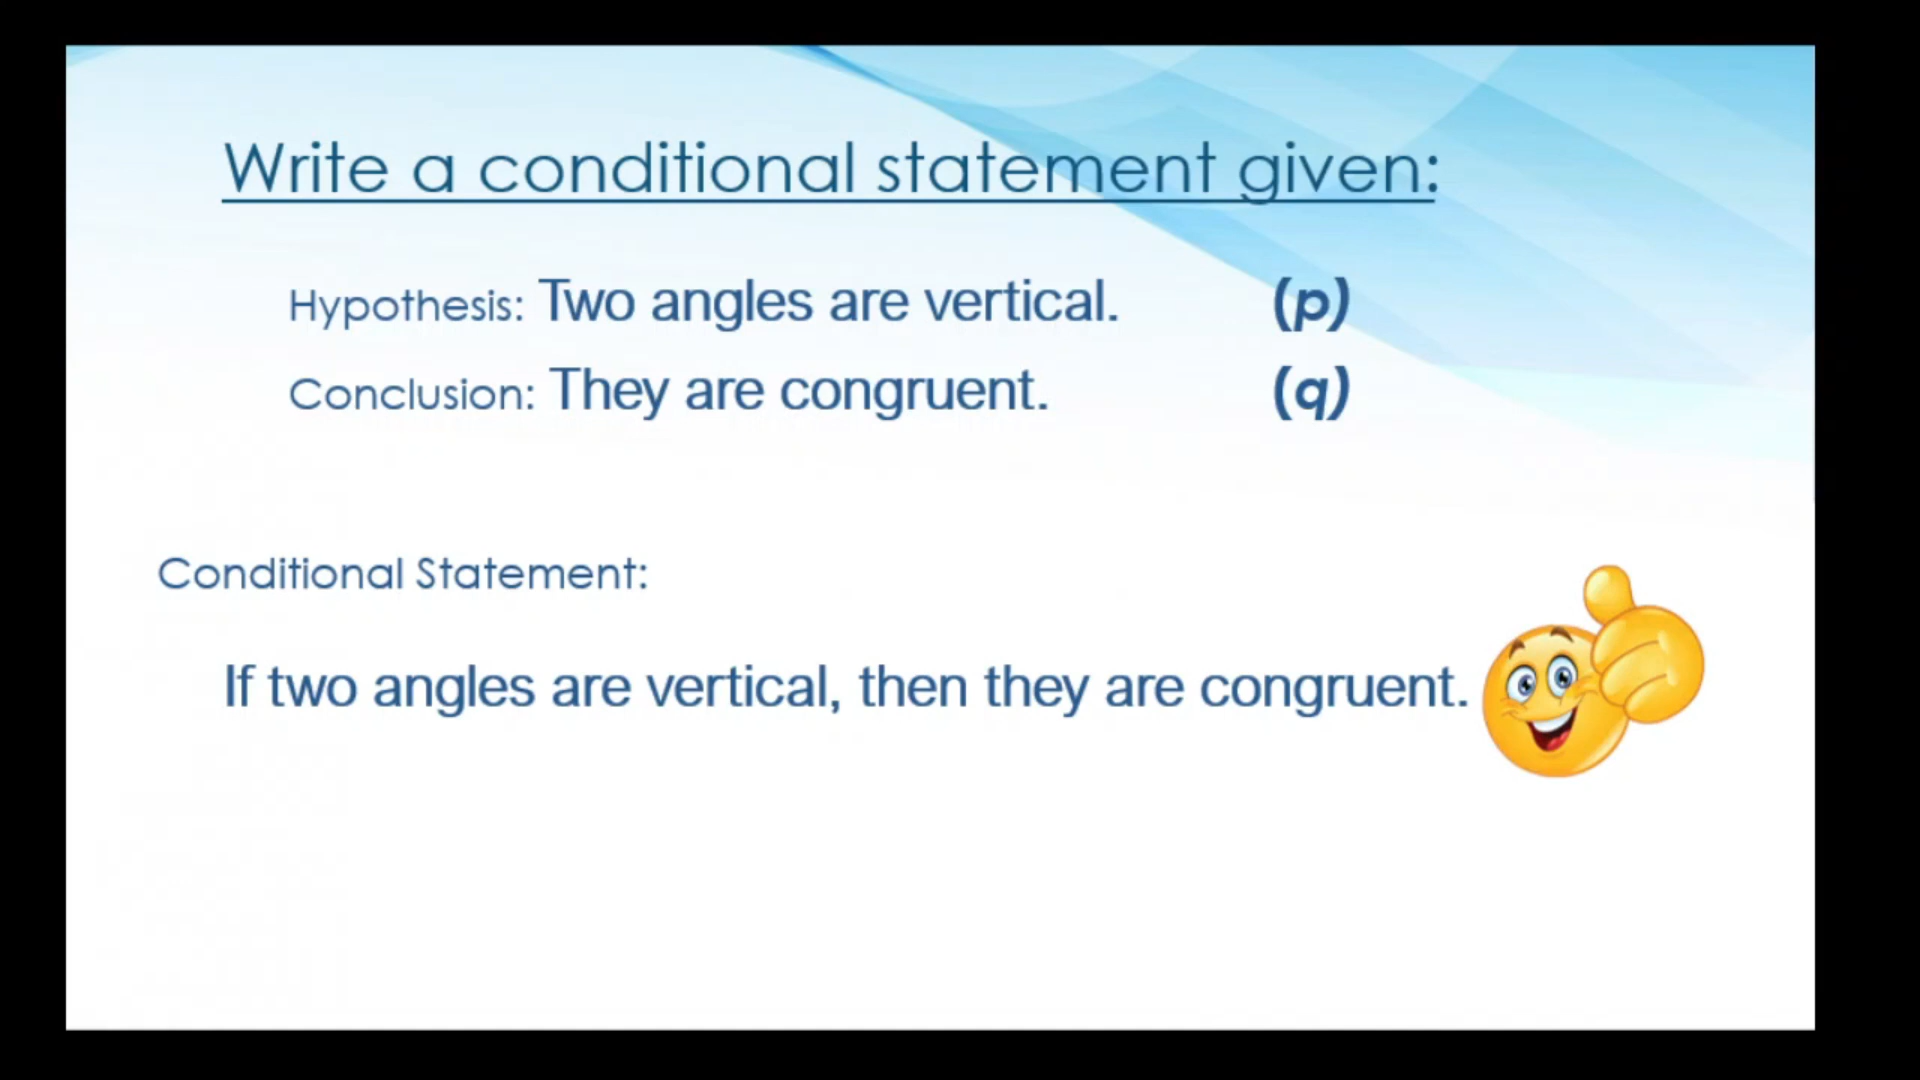 Write a conditional statement given:
Hypothesis: Two angles are vertical. (p)
Conclusion: They are congruent. (q)
Conditional Statement:
If two angles are vertical, then they are congruent.